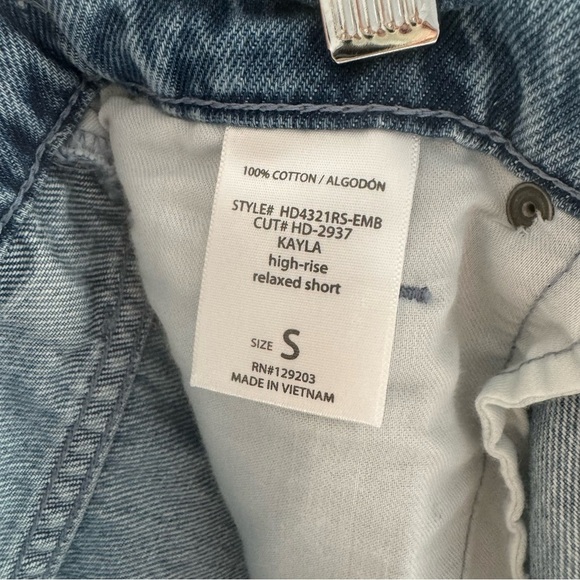 100% COTTON / ALGODÓN
STYLE# HD4321RS-EMB
CUT# HD-2937
KAYLA
high-rise
relaxed short
SIZE S
RN#129203
MADE IN VIETNAM